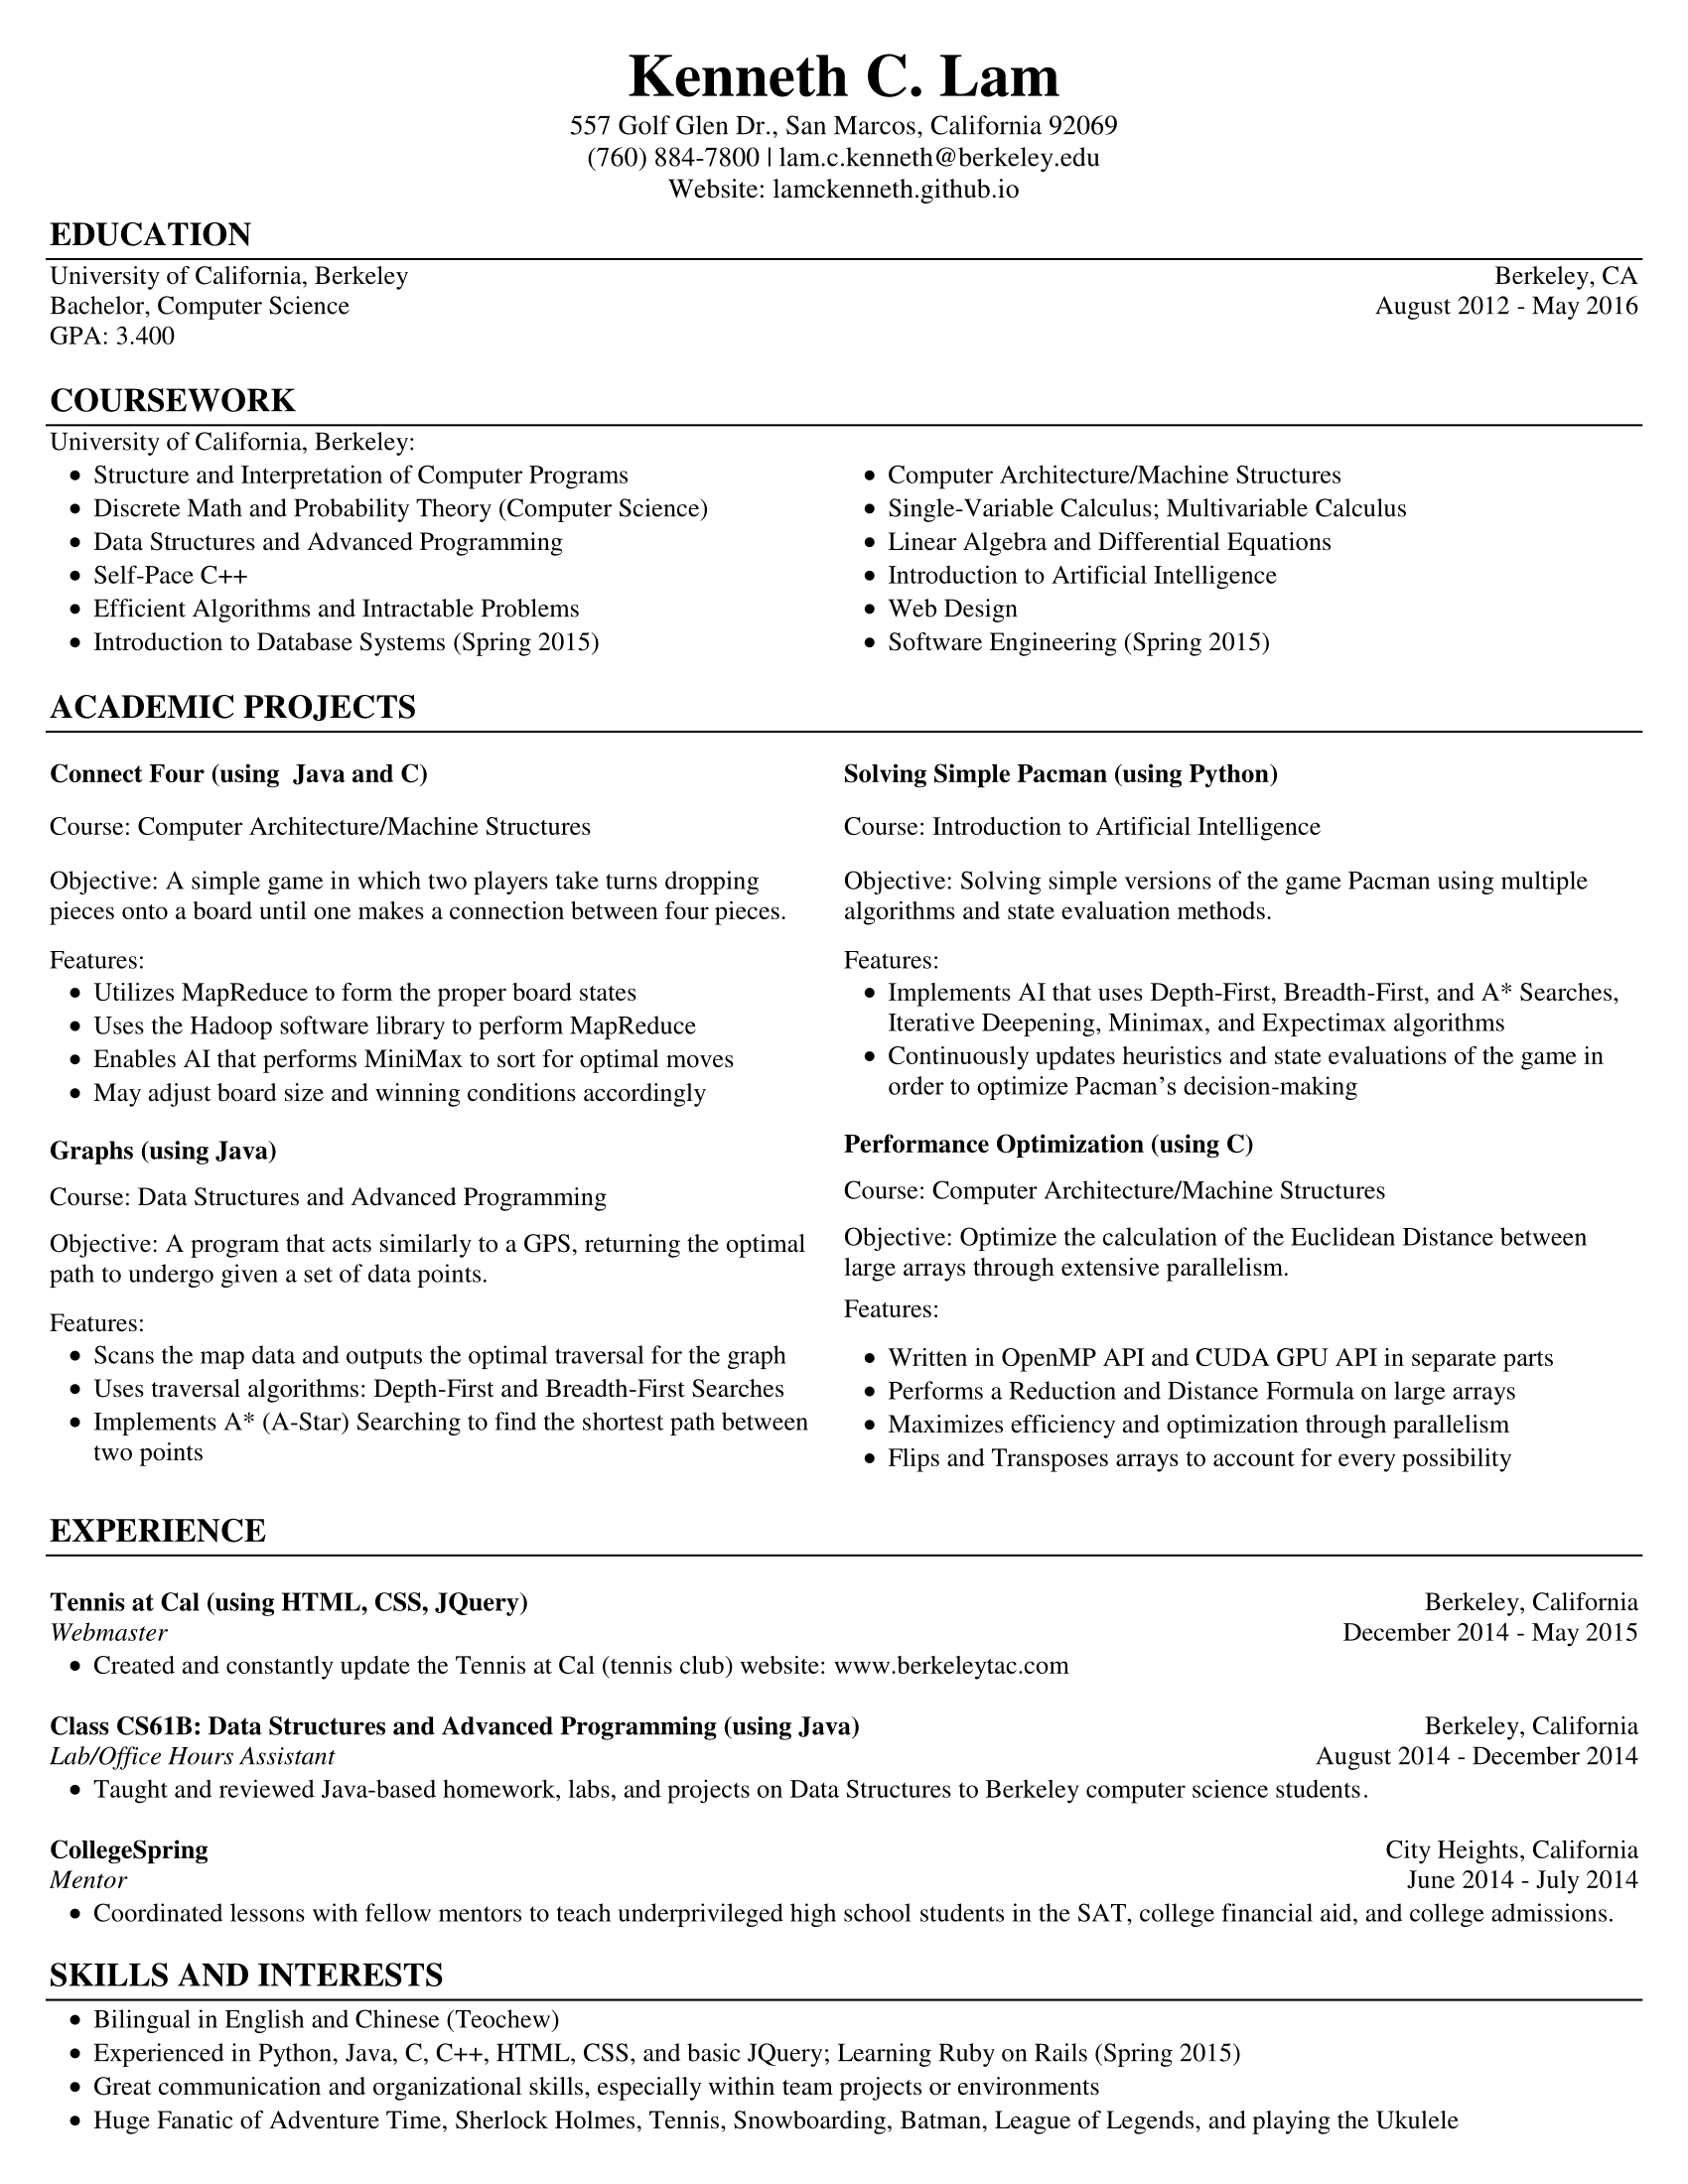 Kenneth C. Lam
557 Golf Glen Dr., San Marcos, California 92069
(760) 884-7800 | lam.c.kenneth@berkeley.edu
Website: lamckenneth.github.io
EDUCATION
University of California, Berkeley Berkeley, CA
Bachelor, Computer Science August 2012 - May 2016
GPA: 3.400
COURSEWORK
University of California, Berkeley:
• Structure and Interpretation of Computer Programs
• Discrete Math and Probability Theory (Computer Science)
• Data Structures and Advanced Programming
• Self-Pace C++
• Efficient Algorithms and Intractable Problems
• Introduction to Database Systems (Spring 2015)
• Computer Architecture/Machine Structures
• Single-Variable Calculus; Multivariable Calculus
• Linear Algebra and Differential Equations
• Introduction to Artificial Intelligence
• Web Design
• Software Engineering (Spring 2015)
ACADEMIC PROJECTS
Connect Four (using  Java and C)
Course: Computer Architecture/Machine Structures
Objective: A simple game in which two players take turns dropping
pieces onto a board until one makes a connection between four pieces.
Features:
• Utilizes MapReduce to form the proper board states
• Uses the Hadoop software library to perform MapReduce
• Enables AI that performs MiniMax to sort for optimal moves
• May adjust board size and winning conditions accordingly
Graphs (using Java)
Course: Data Structures and Advanced Programming
Objective: A program that acts similarly to a GPS, returning the optimal
path to undergo given a set of data points.
Features:
• Scans the map data and outputs the optimal traversal for the graph
• Uses traversal algorithms: Depth-First and Breadth-First Searches
• Implements A* (A-Star) Searching to find the shortest path between
two points
Solving Simple Pacman (using Python)
Course: Introduction to Artificial Intelligence
Objective: Solving simple versions of the game Pacman using multiple
algorithms and state evaluation methods.
Features:
• Implements AI that uses Depth-First, Breadth-First, and A* Searches,
Iterative Deepening, Minimax, and Expectimax algorithms
• Continuously updates heuristics and state evaluations of the game in
order to optimize Pacman’s decision-making
Performance Optimization (using C)
Course: Computer Architecture/Machine Structures
Objective: Optimize the calculation of the Euclidean Distance between
large arrays through extensive parallelism.
Features:
• Written in OpenMP API and CUDA GPU API in separate parts
• Performs a Reduction and Distance Formula on large arrays
• Maximizes efficiency and optimization through parallelism
• Flips and Transposes arrays to account for every possibility
EXPERIENCE
Tennis at Cal (using HTML, CSS, JQuery) Berkeley, California
Webmaster December 2014 - May 2015
• Created and constantly update the Tennis at Cal (tennis club) website: www.berkeleytac.com
Class CS61B: Data Structures and Advanced Programming (using Java) Berkeley, California
Lab/Office Hours Assistant August 2014 - December 2014
• Taught and reviewed Java-based homework, labs, and projects on Data Structures to Berkeley computer science students.
CollegeSpring City Heights, California
Mentor June 2014 - July 2014
• Coordinated lessons with fellow mentors to teach underprivileged high school students in the SAT, college financial aid, and college admissions.
SKILLS AND INTERESTS
• Bilingual in English and Chinese (Teochew)
• Experienced in Python, Java, C, C++, HTML, CSS, and basic JQuery; Learning Ruby on Rails (Spring 2015)
• Great communication and organizational skills, especially within team projects or environments
• Huge Fanatic of Adventure Time, Sherlock Holmes, Tennis, Snowboarding, Batman, League of Legends, and playing the Ukulele